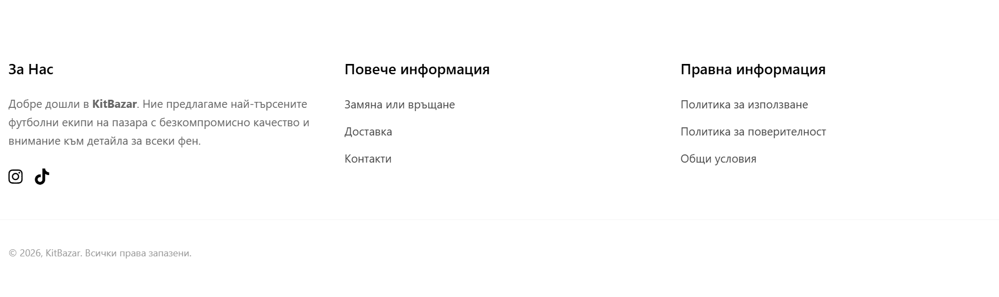 За Нас
Добре дошли в KitBazar. Ние предлагаме най-търсените
футболни екипи на пазара с безкомпромисно качество и
внимание към детайла за всеки фен.
Повече информация
Замяна или връщане
Доставка
Контакти
Правна информация
Политика за използване
Политика за поверителност
Общи условия
© 2026, KitBazar. Всички права запазени.